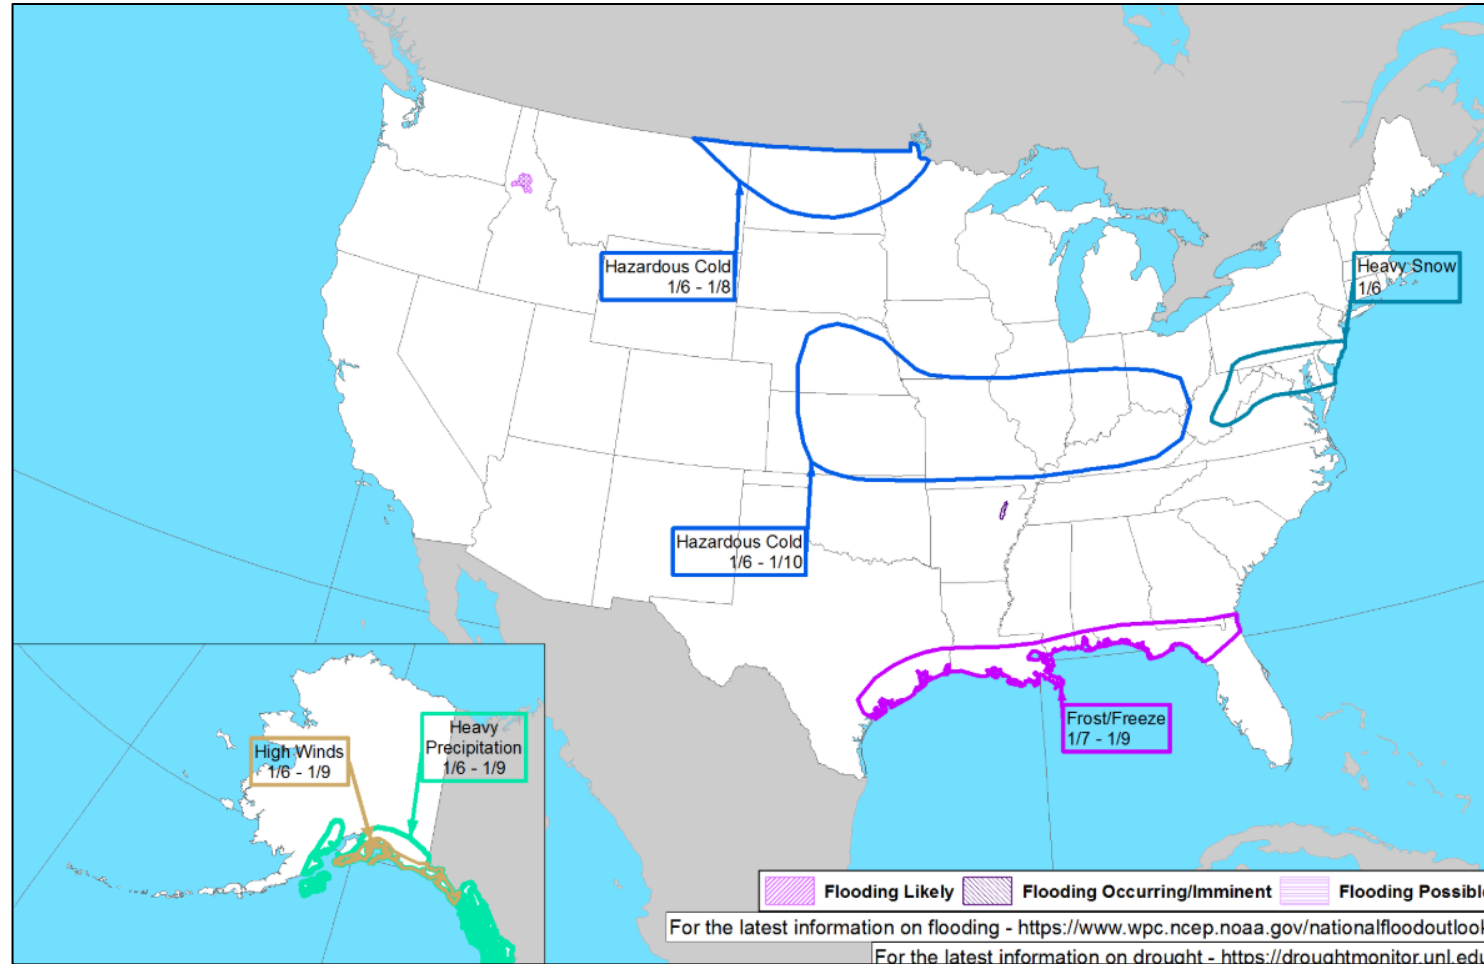 Hazardous Cold
1/6 - 1/8
Heavy Snow
1/6
Hazardous Cold
1/6 - 1/10
Frost/Freeze
1/7 - 1/9
High Winds
1/6 - 1/9
Heavy
Precipitation
1/6 - 1/9
Flooding Likely
Flooding Occurring/Imminent
Flooding Possible
For the latest information on flooding - https://www.wpc.ncep.noaa.gov/nationalfloodoutlook
For the latest information on drought - https://droughtmonitor.unl.edu